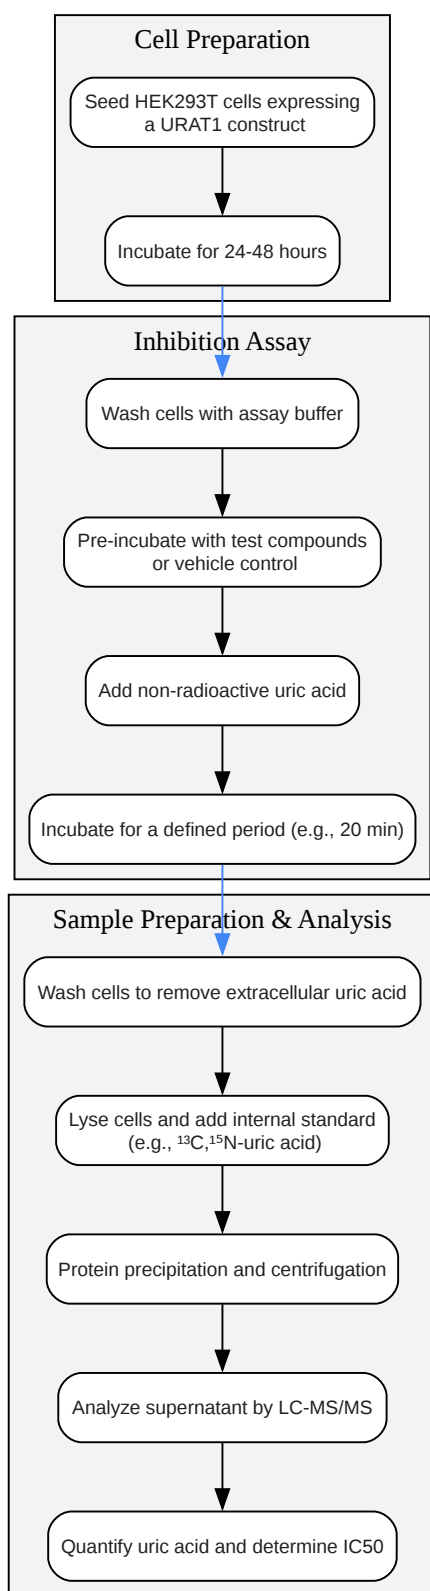 Cell Preparation
Seed HEK293T cells expressing
a URAT1 construct
Incubate for 24-48 hours
Inhibition Assay
Wash cells with assay buffer
Pre-incubate with test compounds
or vehicle control
Add non-radioactive uric acid
Incubate for a defined period (e.g., 20 min)
Sample Preparation & Analysis
Wash cells to remove extracellular uric acid
Lyse cells and add internal standard
(e.g., ¹³C,¹⁵N-uric acid)
Protein precipitation and centrifugation
Analyze supernatant by LC-MS/MS
Quantify uric acid and determine IC50